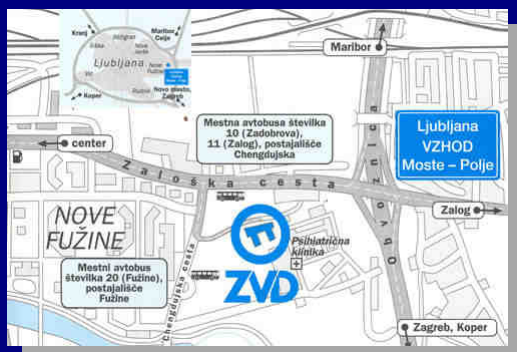 Kranj
Maribor
Celje
Ljubljana
Koper
Novo mesto,
Zagreb
Maribor
Mestna avtobusa številka
10 (Zadobrova),
11 (Zalog), postajališče
Chengdujska
Ljubljana
VZHOD
Moste – Polje
center
Zaloška cesta
Zalog
NOVE
FUŽINE
Psihiatrična
klinika
ZVD
Mestni avtobus
številka 20 (Fužine),
postajališče
Fužine
Chengdujska cesta
Obvoznica
Zagreb, Koper